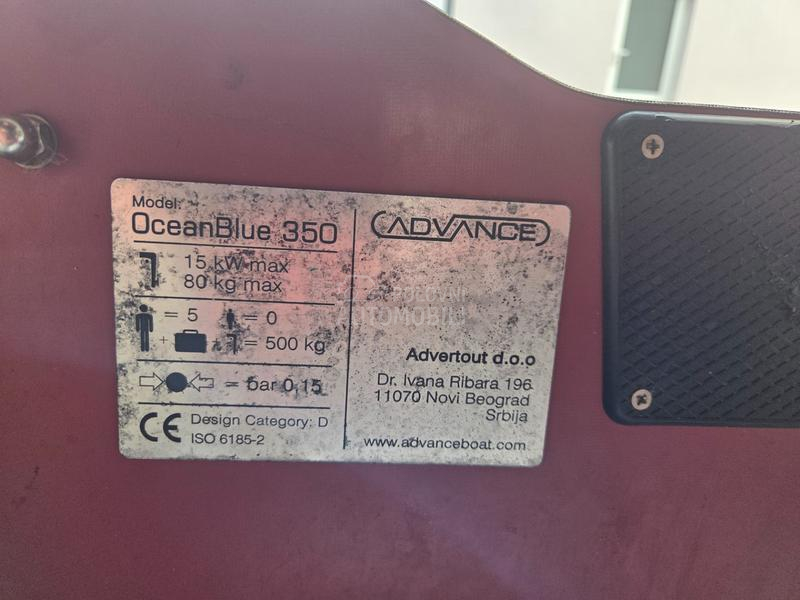 Model:
OceanBlue 350
15 kW max
80 kg max
= 5 = 0
+ = 500 kg
= bar 0,15
CE Design Category: D
ISO 6185-2
ADVANCE
Advertout d.o.o
Dr. Ivana Ribara 196
11070 Novi Beograd
Srbija
www.advanceboat.com